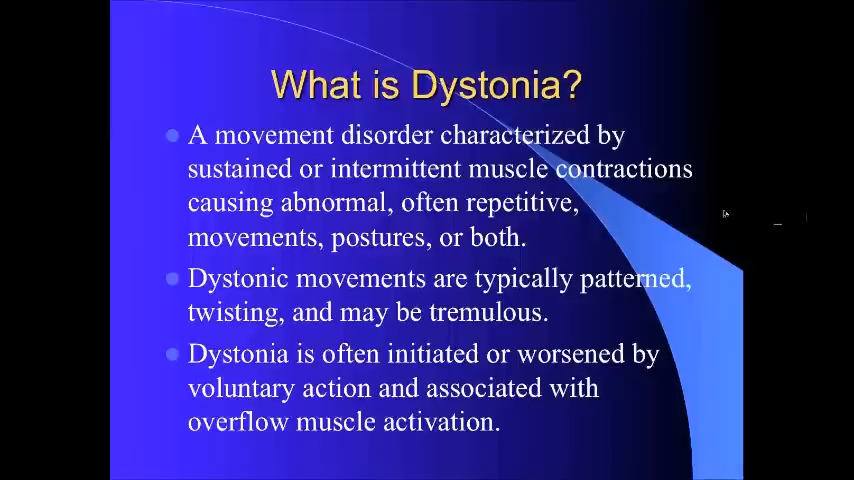 What is Dystonia?
A movement disorder characterized by
sustained or intermittent muscle contractions
causing abnormal, often repetitive,
movements, postures, or both.
Dystonic movements are typically patterned,
twisting, and may be tremulous.
Dystonia is often initiated or worsened by
voluntary action and associated with
overflow muscle activation.